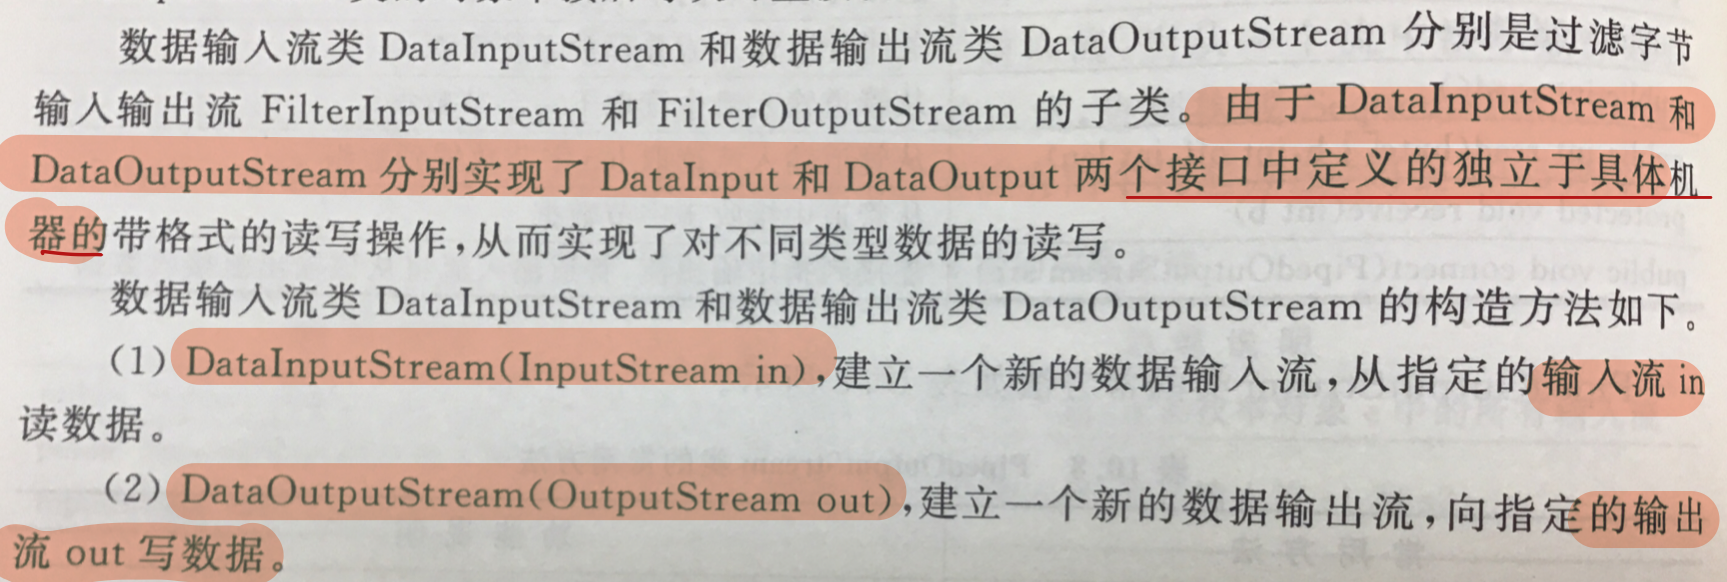 数据输入流类 DataInputStream 和数据输出流类 DataOutputStream 分别是过滤字节
输入输出流 FilterInputStream 和 FilterOutputStream 的子类。由于 DataInputStream 和
DataOutputStream 分别实现了 DataInput 和 DataOutput 两个接口中定义的独立于具体机
器的带格式的读写操作,从而实现了对不同类型数据的读写。
数据输入流类 DataInputStream 和数据输出流类 DataOutputStream 的构造方法如下。
(1) DataInputStream(InputStream in),建立一个新的数据输入流,从指定的输入流 in
读数据。
(2) DataOutputStream(OutputStream out),建立一个新的数据输出流,向指定的输出
流 out 写数据。